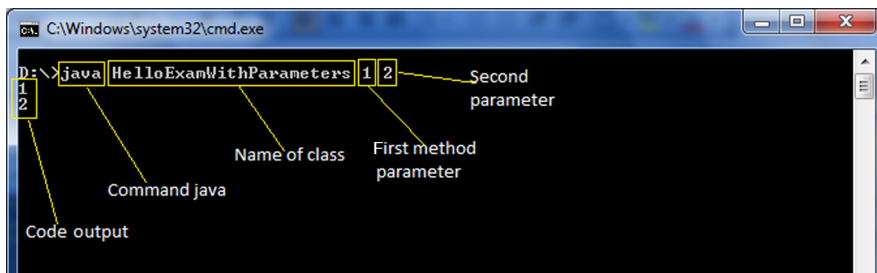 C:\Windows\system32\cmd.exe
D:\>java HelloExamWithParameters 1 2
1
2
Second
parameter
Name of class
First method
parameter
Command java
Code output